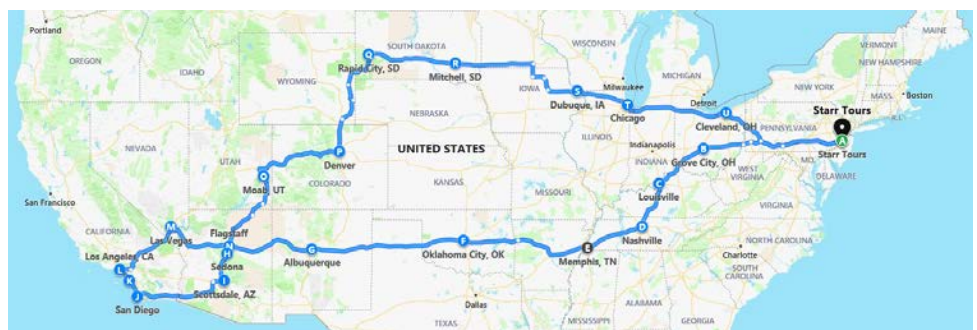 Portland
OREGON
IDAHO
WYOMING
SOUTH DAKOTA
WISCONSIN
MICHIGAN
VERMONT
MAINE
NEW HAMPSHIRE
NEW YORK
MASS
Boston
R.I.
Q
Rapid City, SD
R
Mitchell, SD
IOWA
S
Dubuque, IA
Milwaukee
T
Chicago
Detroit
U
Cleveland, OH
PENNSYLVANIA
Starr Tours
A
Starr Tours
NEBRASKA
NEVADA
UTAH
P
Denver
COLORADO
UNITED STATES
KANSAS
MISSOURI
ILLINOIS
Indianapolis
INDIANA
B
Grove City, OH
WEST
VIRGINIA
MD
DELAWARE
VIRGINIA
San Francisco
CALIFORNIA
O
Moab, UT
C
Louisville
M
Las Vegas
Flagstaff
N
H
Sedona
G
Albuquerque
F
Oklahoma City, OK
E
Memphis, TN
D
Nashville
NORTH CAROLINA
Charlotte
SOUTH
CAROLINA
Los Angeles, CA
L
K
J
San Diego
I
Scottsdale, AZ
Dallas
TEXAS
MISSISSIPPI
ALABAMA
GEORGIA